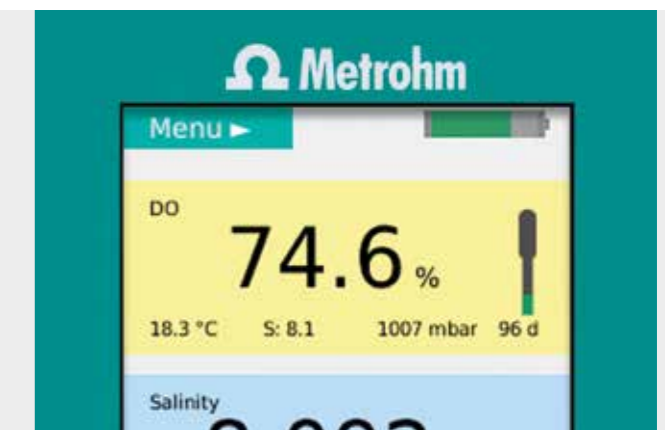 Metrohm
Menu ►
DO
74.6 %
18.3 °C S: 8.1 1007 mbar 96 d
Salinity